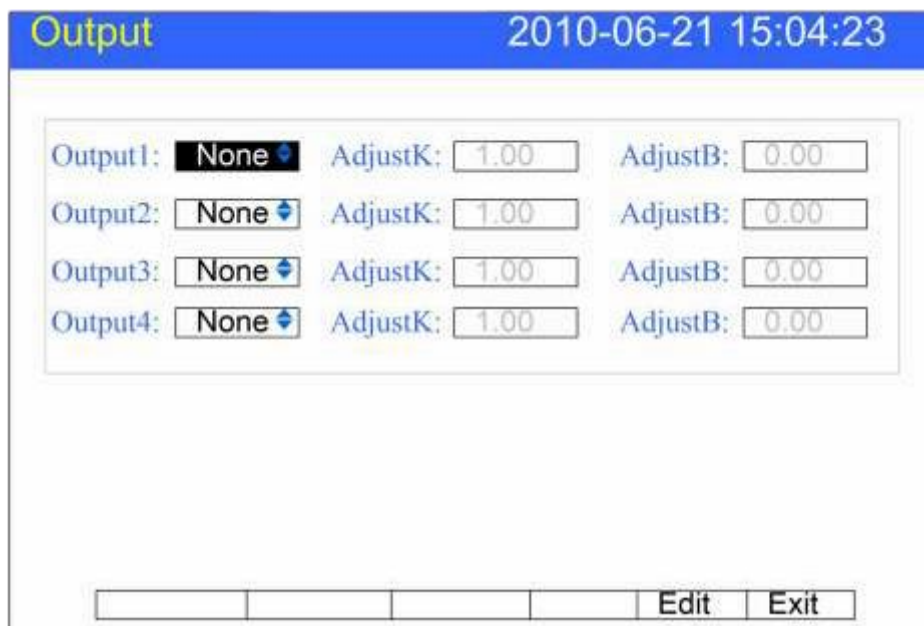 Output 2010-06-21 15:04:23
Output1: None AdjustK: 1.00 AdjustB: 0.00
Output2: None AdjustK: 1.00 AdjustB: 0.00
Output3: None AdjustK: 1.00 AdjustB: 0.00
Output4: None AdjustK: 1.00 AdjustB: 0.00
Edit Exit